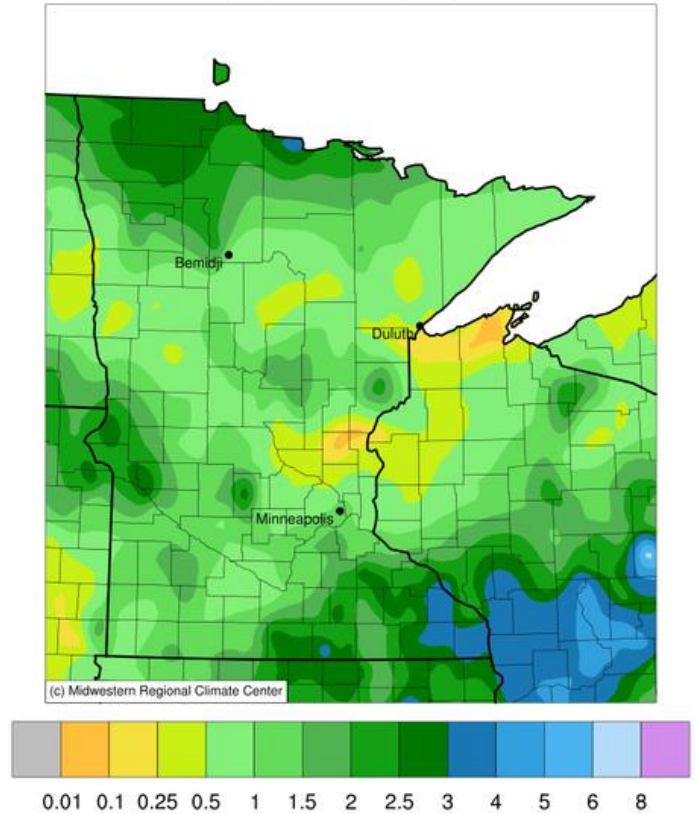 Bemidji
Duluth
Minneapolis
(c) Midwestern Regional Climate Center
0.01 0.1 0.25 0.5 1 1.5 2 2.5 3 4 5 6 8